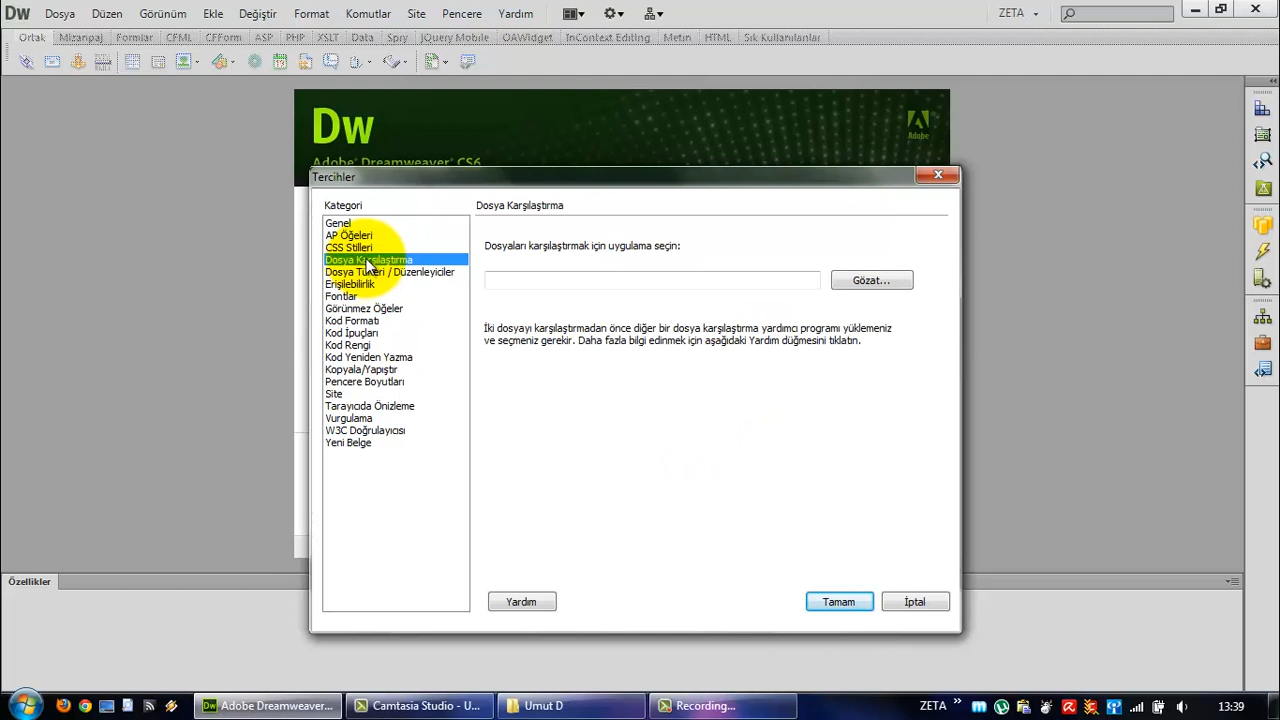 Dw Dosya Düzen Görünüm Ekle Değiştir Format Komutlar Site Pencere Yardım ZETA
Ortak Mizanpaj Formlar CFML CFForm ASP PHP XSLT Data Spry jQuery Mobile OAWidget InContext Editing Metin HTML Sık Kullanılanlar
Dw
Adobe
Adobe® Dreamweaver® CS6
Tercihler
Kategori
Genel
AP Öğeleri
CSS Stilleri
Dosya Karşılaştırma
Dosya Türleri / Düzenleyiciler
Erişilebilirlik
Fontlar
Görünmez Öğeler
Kod Formatı
Kod İpuçları
Kod Rengi
Kod Yeniden Yazma
Kopyala/Yapıştır
Pencere Boyutları
Site
Tarayıcıda Önizleme
Vurgulama
W3C Doğrulayıcısı
Yeni Belge
Dosya Karşılaştırma
Dosyaları karşılaştırmak için uygulama seçin:
Gözat...
İki dosyayı karşılaştırmadan önce diğer bir dosya karşılaştırma yardımcı programı yüklemeniz
ve seçmeniz gerekir. Daha fazla bilgi edinmek için aşağıdaki Yardım düğmesini tıklatın.
Yardım Tamam İptal
Özellikler
Dw Adobe Dreamweaver... Camtasia Studio - U... Umut D Recording... ZETA » 13:39